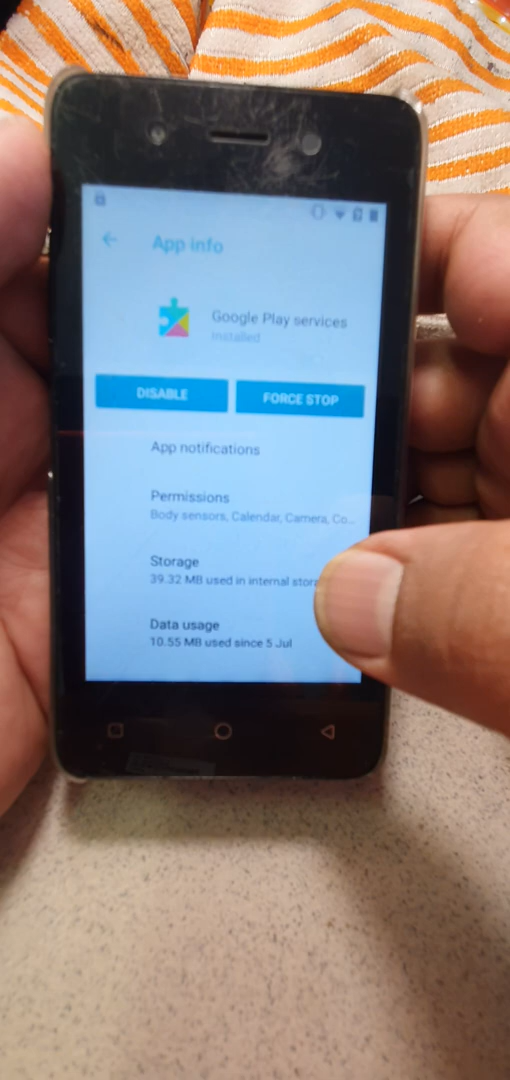 App info
Google Play services
Installed
DISABLE
FORCE STOP
App notifications
Permissions
Body sensors, Calendar, Camera, Co...
Storage
39.32 MB used in internal
Data usage
10.55 MB used since 5 Jul